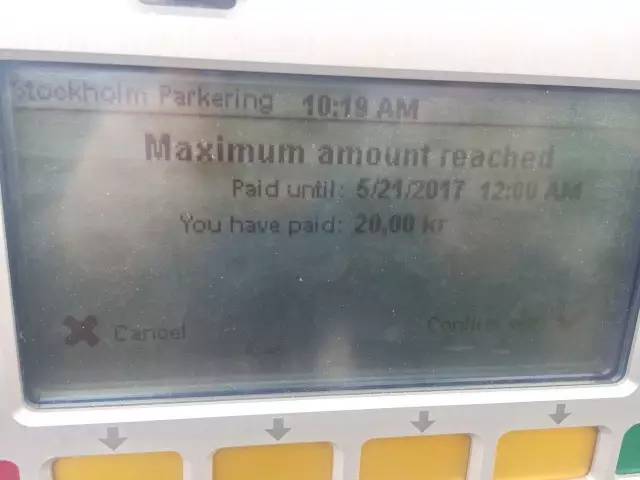 Stockholm Parkering 10:19 AM
Maximum amount reached
Paid until: 5/21/2017 12:00 AM
You have paid: 20,00 kr
Cancel